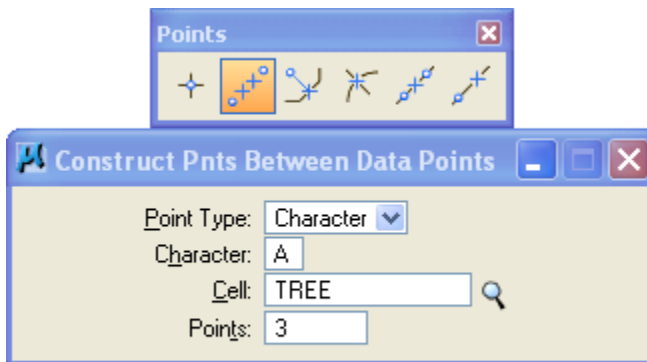 Points
Construct Pnts Between Data Points
Point Type: Character
Character: A
Cell: TREE
Points: 3